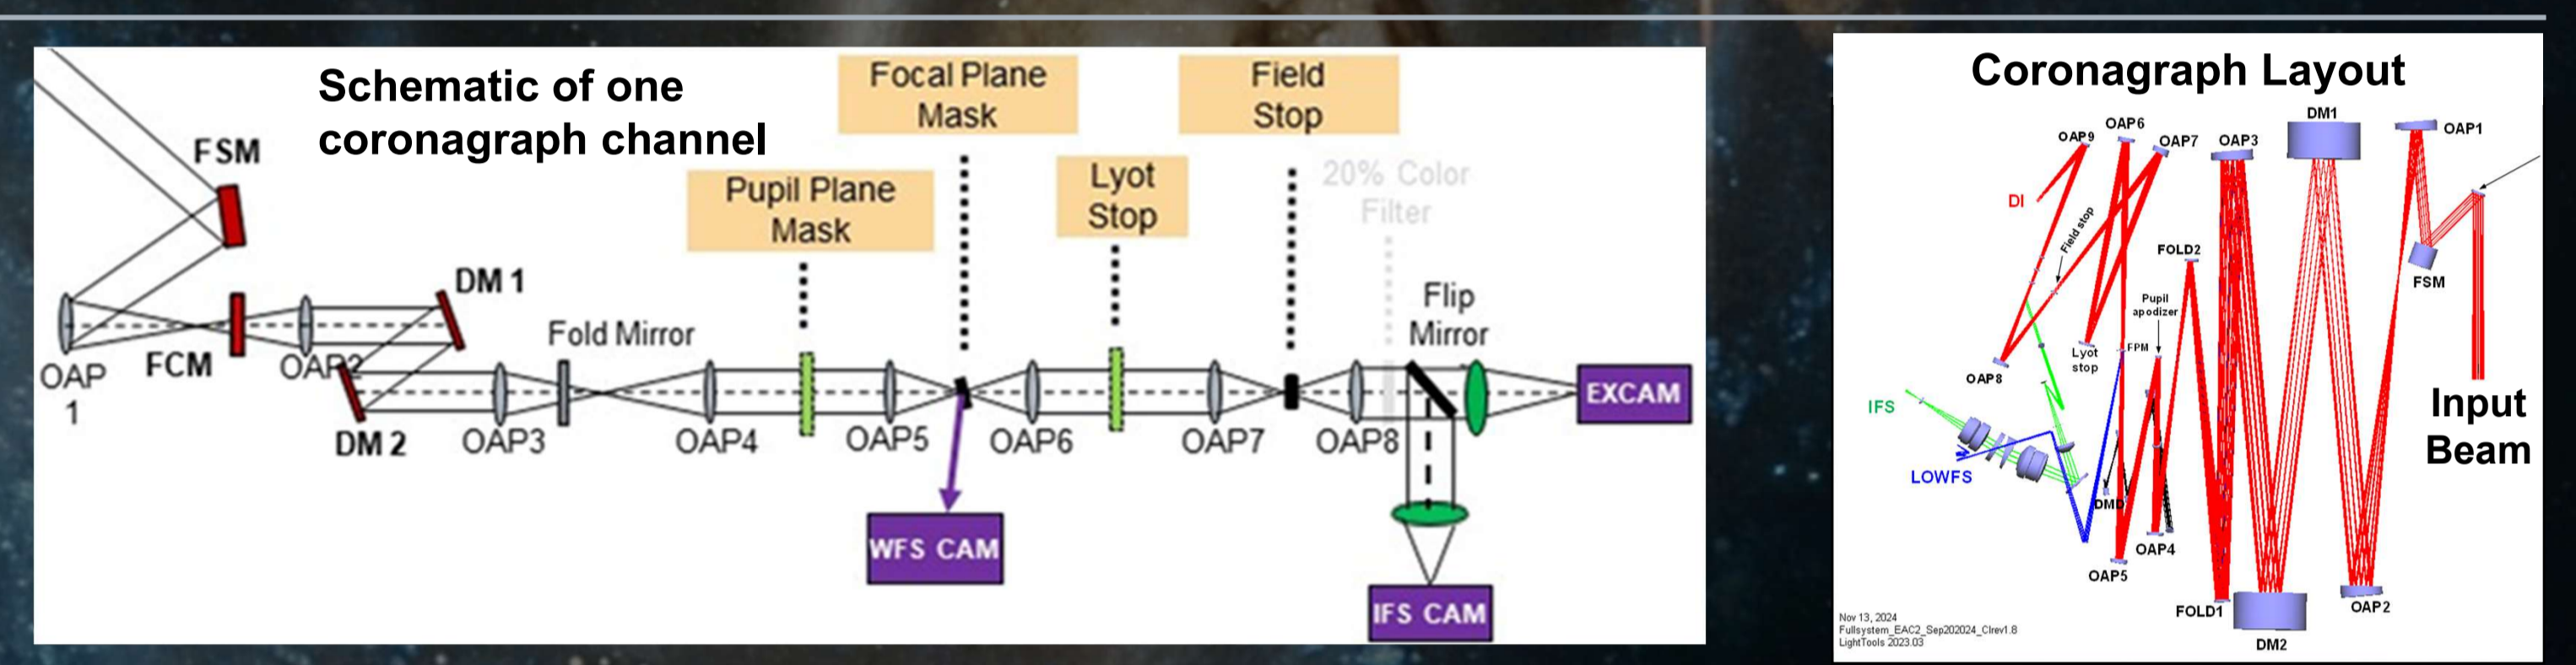 Schematic of one
coronagraph channel
FSM
OAP
1
FCM
OAP2
DM 1
DM 2
OAP3
Fold Mirror
OAP4
Pupil Plane
Mask
OAP5
Focal Plane
Mask
WFS CAM
OAP6
Lyot
Stop
OAP7
Field
Stop
OAP8
20% Color
Filter
Flip
Mirror
EXCAM
IFS CAM
Coronagraph Layout
OAP9
OAP6
OAP7
OAP3
DM1
OAP1
DI
Field stop
FOLD2
FSM
Pupil
apodizer
Lyot
stop
FPM
OAP8
IFS
LOWFS
DMD
OAP4
OAP5
FOLD1
DM2
OAP2
Input
Beam
Nov 13, 2024
Fullsystem_EAC2_Sep202024_CIrev1.8
LightTools 2023.03